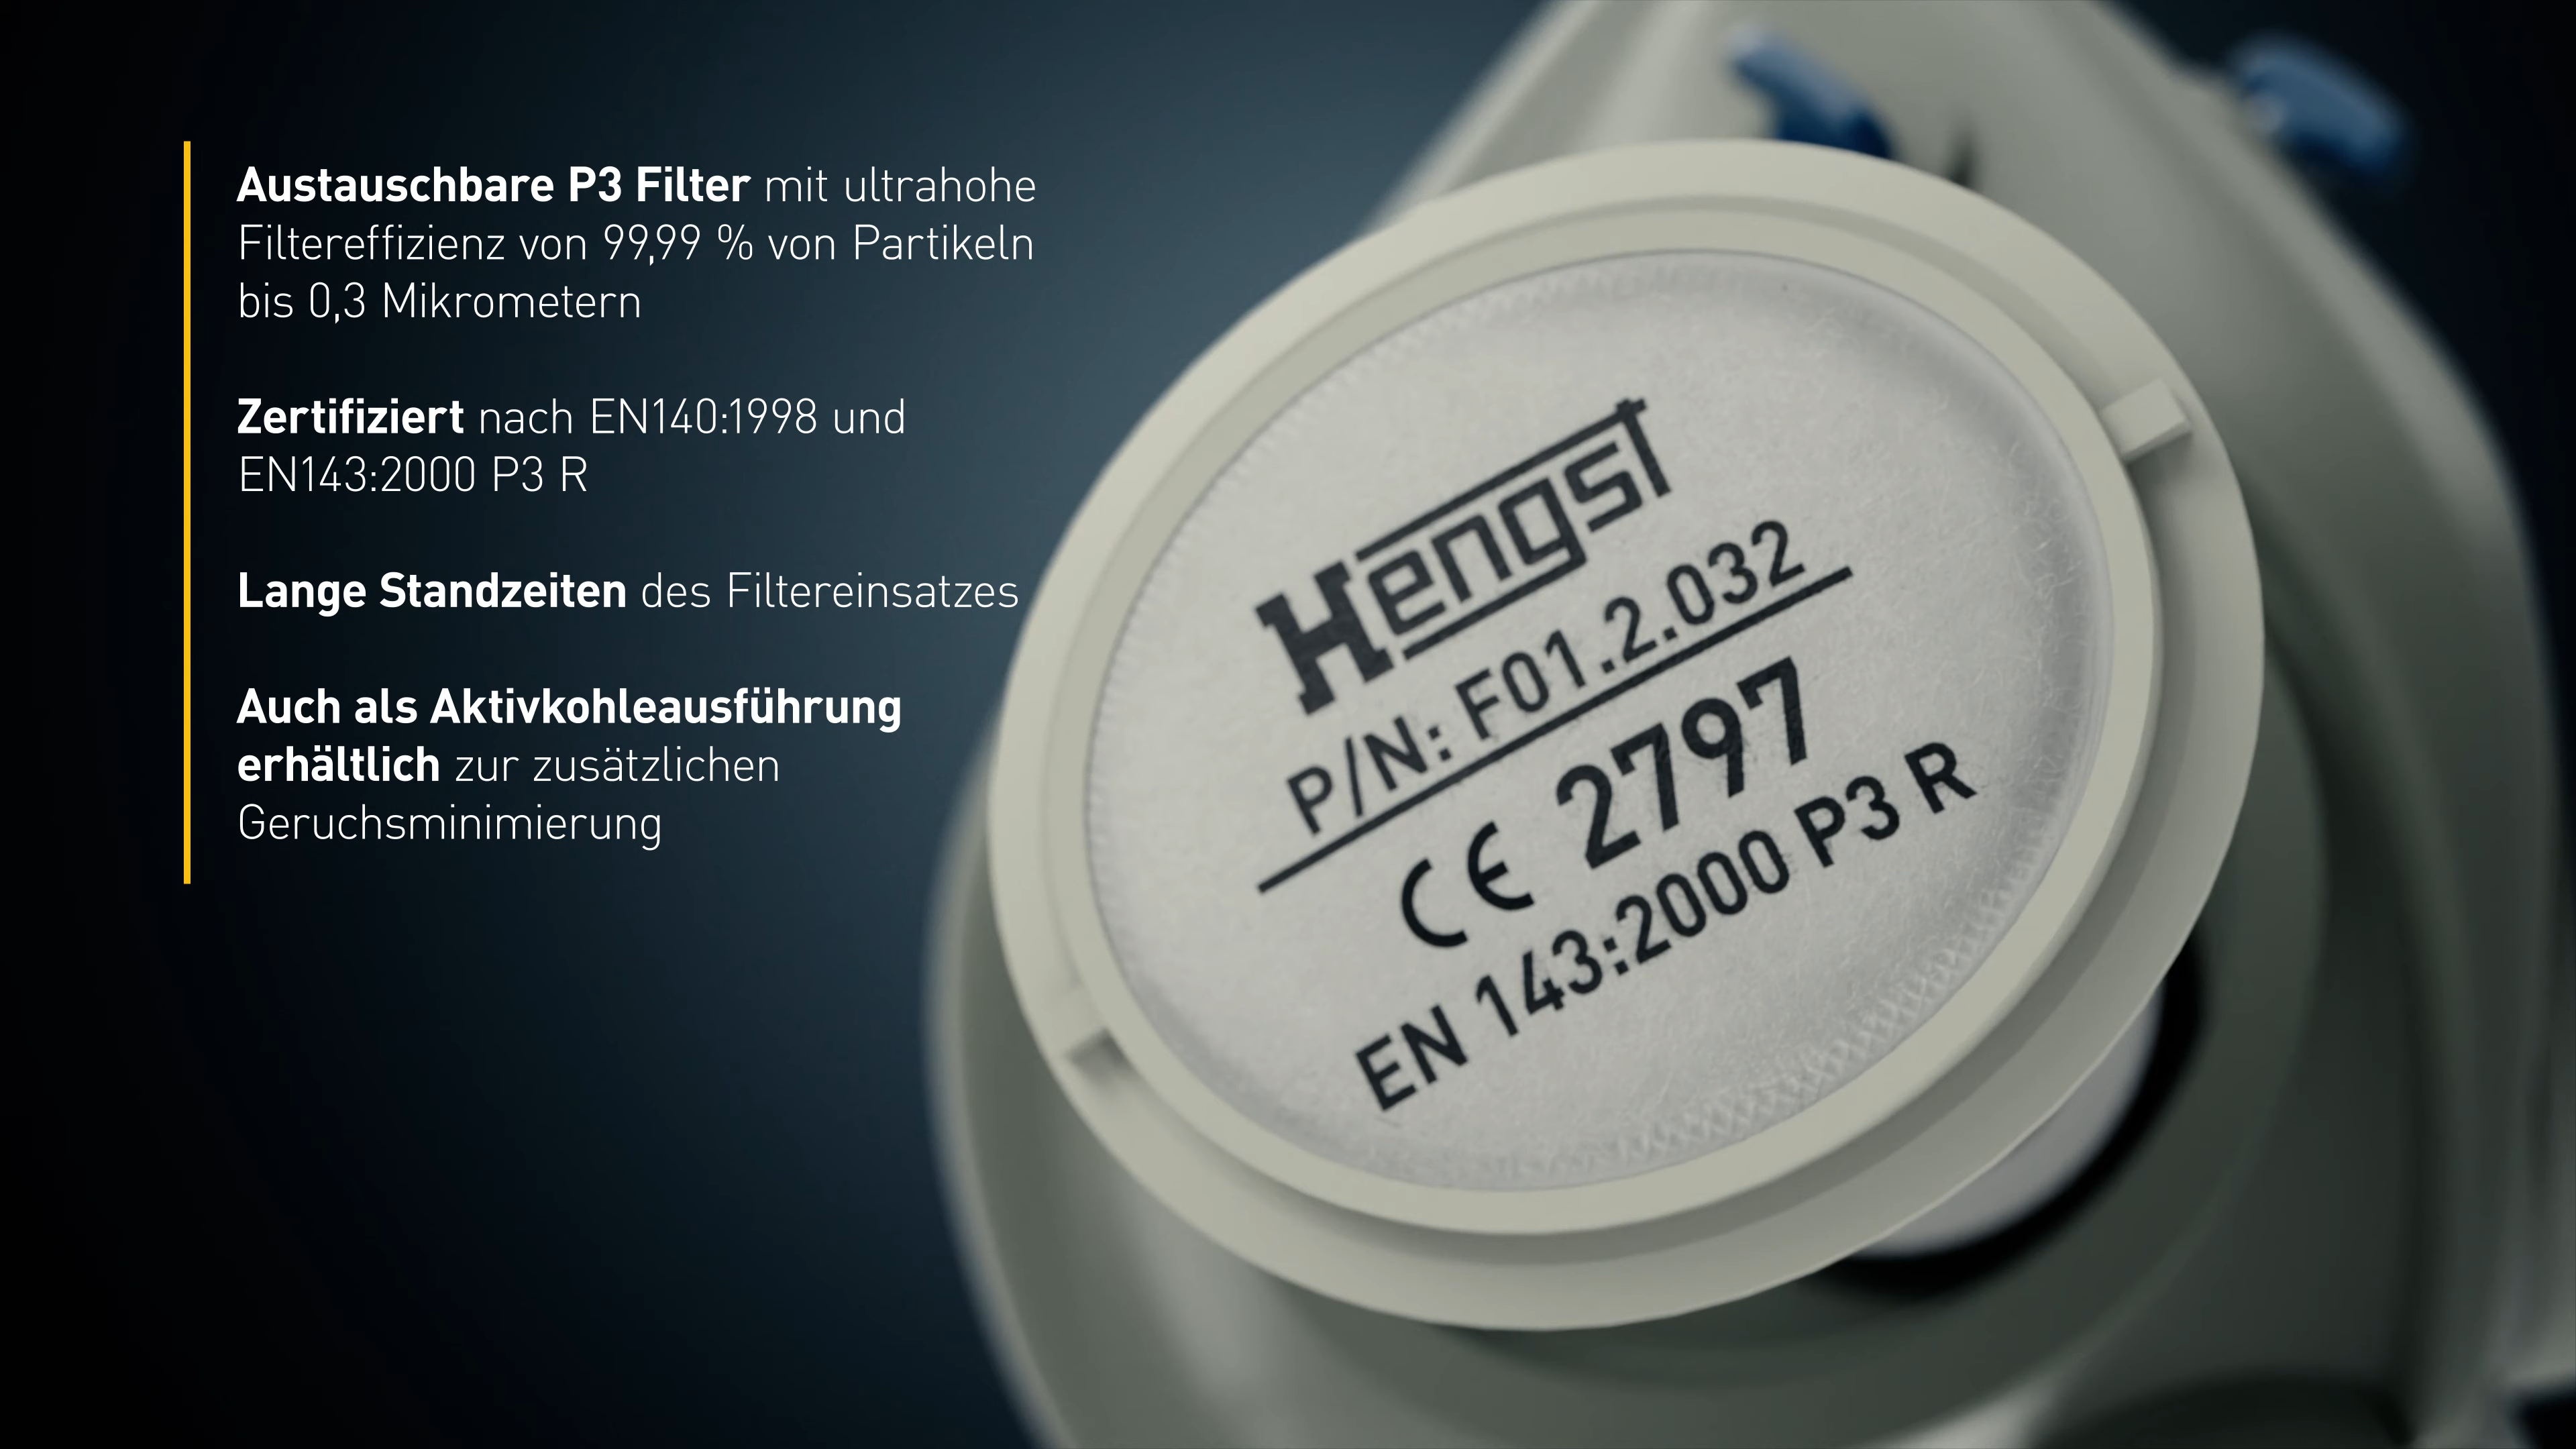 Austauschbare P3 Filter mit ultrahohe
Filtereffizienz von 99,99 % von Partikeln
bis 0,3 Mikrometern
Zertifiziert nach EN140:1998 und
EN143:2000 P3 R
Lange Standzeiten des Filtereinsatzes
Auch als Aktivkohleausführung
erhältlich zur zusätzlichen
Geruchsminimierung
Hengst
P/N: F01.2.032
CE 2797
EN 143:2000 P3 R